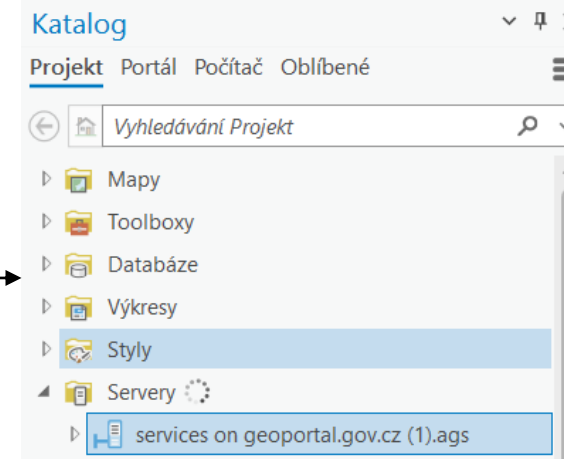 Katalog
Projekt Portál Počítač Oblíbené
Vyhledávání Projekt
Mapy
Toolboxy
Databáze
Výkresy
Styly
Servery
services on geoportal.gov.cz (1).ags